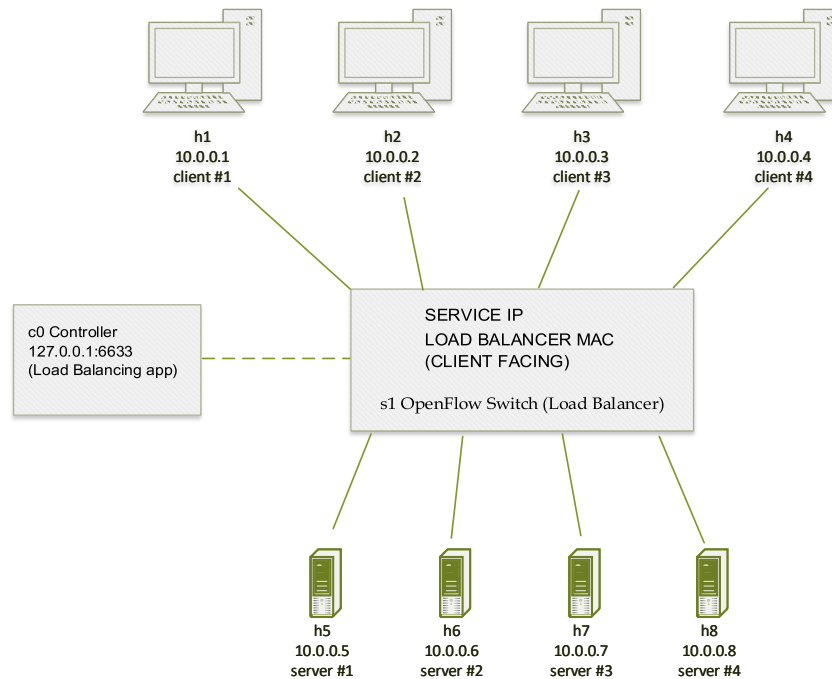 h1
10.0.0.1
client #1
h2
10.0.0.2
client #2
h3
10.0.0.3
client #3
h4
10.0.0.4
client #4
c0 Controller
127.0.0.1:6633
(Load Balancing app)
SERVICE IP
LOAD BALANCER MAC
(CLIENT FACING)
s1 OpenFlow Switch (Load Balancer)
h5
10.0.0.5
server #1
h6
10.0.0.6
server #2
h7
10.0.0.7
server #3
h8
10.0.0.8
server #4